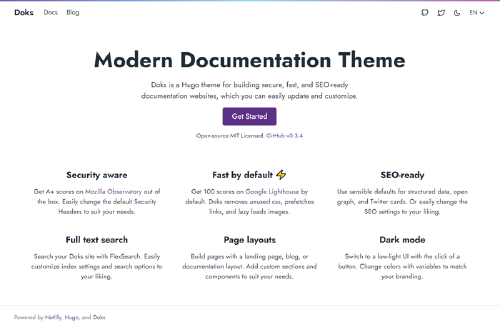 Doks Docs Blog EN
Modern Documentation Theme
Doks is a Hugo theme for building secure, fast, and SEO-ready
documentation websites, which you can easily update and customize.
Get Started
Open-source MIT Licensed. GitHub v0.3.4
Security aware
Get A+ scores on Mozilla Observatory out of
the box. Easily change the default Security
Headers to suit your needs.
Fast by default ⚡
Get 100 scores on Google Lighthouse by
default. Doks removes unused css, prefetches
links, and lazy loads images.
SEO-ready
Use sensible defaults for structured data, open
graph, and Twitter cards. Or easily change the
SEO settings to your liking.
Full text search
Search your Doks site with FlexSearch. Easily
customize index settings and search options to
your liking.
Page layouts
Build pages with a landing page, blog, or
documentation layout. Add custom sections and
components to suit your needs.
Dark mode
Switch to a low-light UI with the click of a
button. Change colors with variables to match
your branding.
Powered by Netlify, Hugo, and Doks